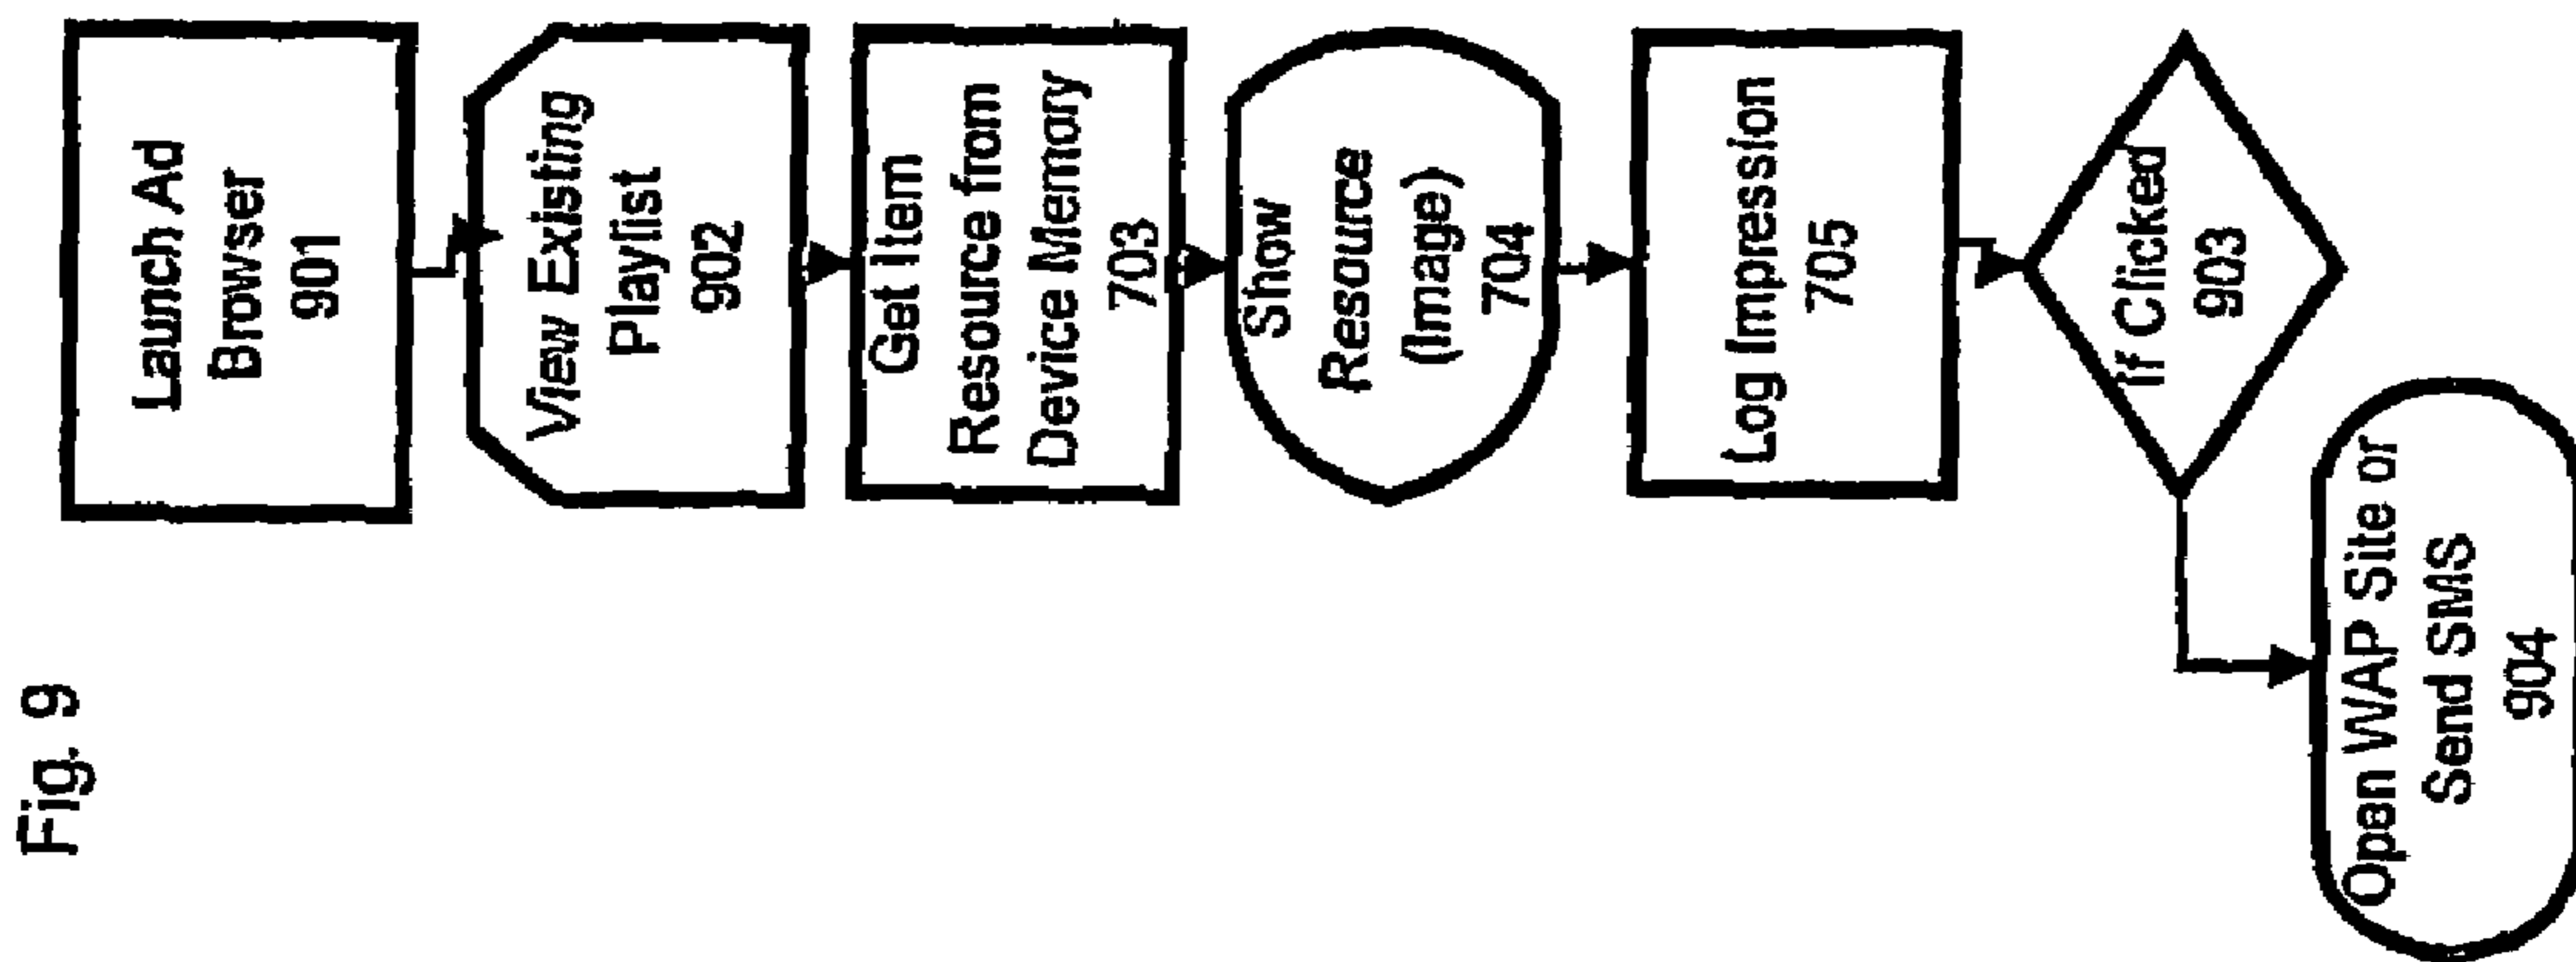 Fig. 9
Launch Ad
Browser
901
View Existing
Playlist
902
Get Item
Resource from
Device Memory
703
Show
Resource
(Image)
704
Log Impression
705
if Clicked
903
Open WAP Site or
Send SMS
904